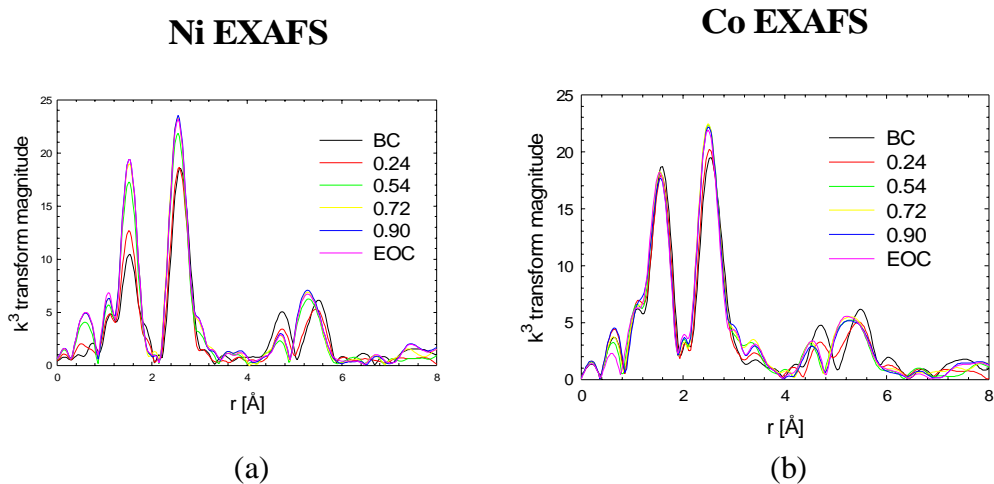 Ni EXAFS
Co EXAFS
k³ transform magnitude
25
20
15
10
5
0
0
2
4
6
8
r [Å]
BC
0.24
0.54
0.72
0.90
EOC
(a)
k³ transform magnitude
25
20
15
10
5
0
0
2
4
6
8
r [Å]
BC
0.24
0.54
0.72
0.90
EOC
(b)